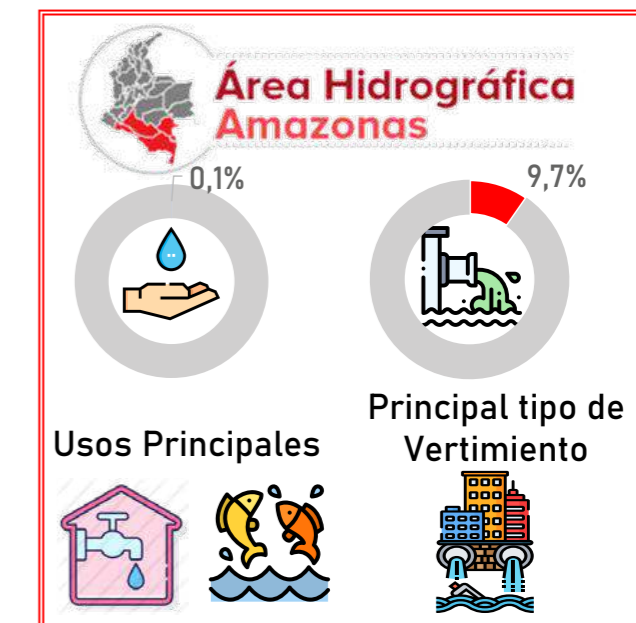 Área Hidrográfica
Amazonas
0,1%
9,7%
Usos Principales
Principal tipo de
Vertimiento